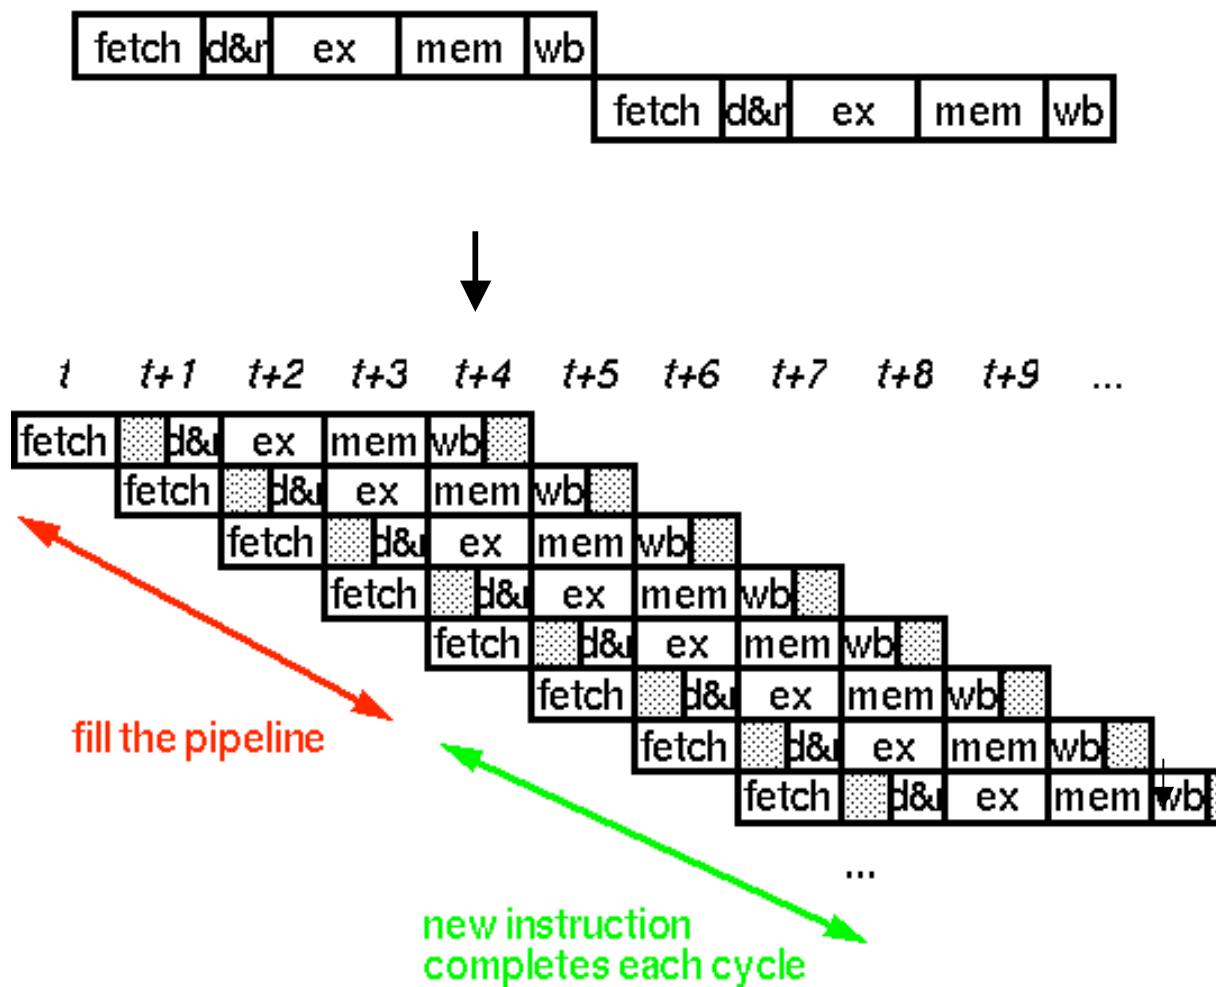 fetch d&r ex mem wb
fetch d&r ex mem wb
t t+1 t+2 t+3 t+4 t+5 t+6 t+7 t+8 t+9 ...
fetch d&r ex mem wb
fetch d&r ex mem wb
fetch d&r ex mem wb
fetch d&r ex mem wb
fetch d&r ex mem wb
fetch d&r ex mem wb
fetch d&r ex mem wb
fetch d&r ex mem wb
fill the pipeline
...
new instruction
completes each cycle